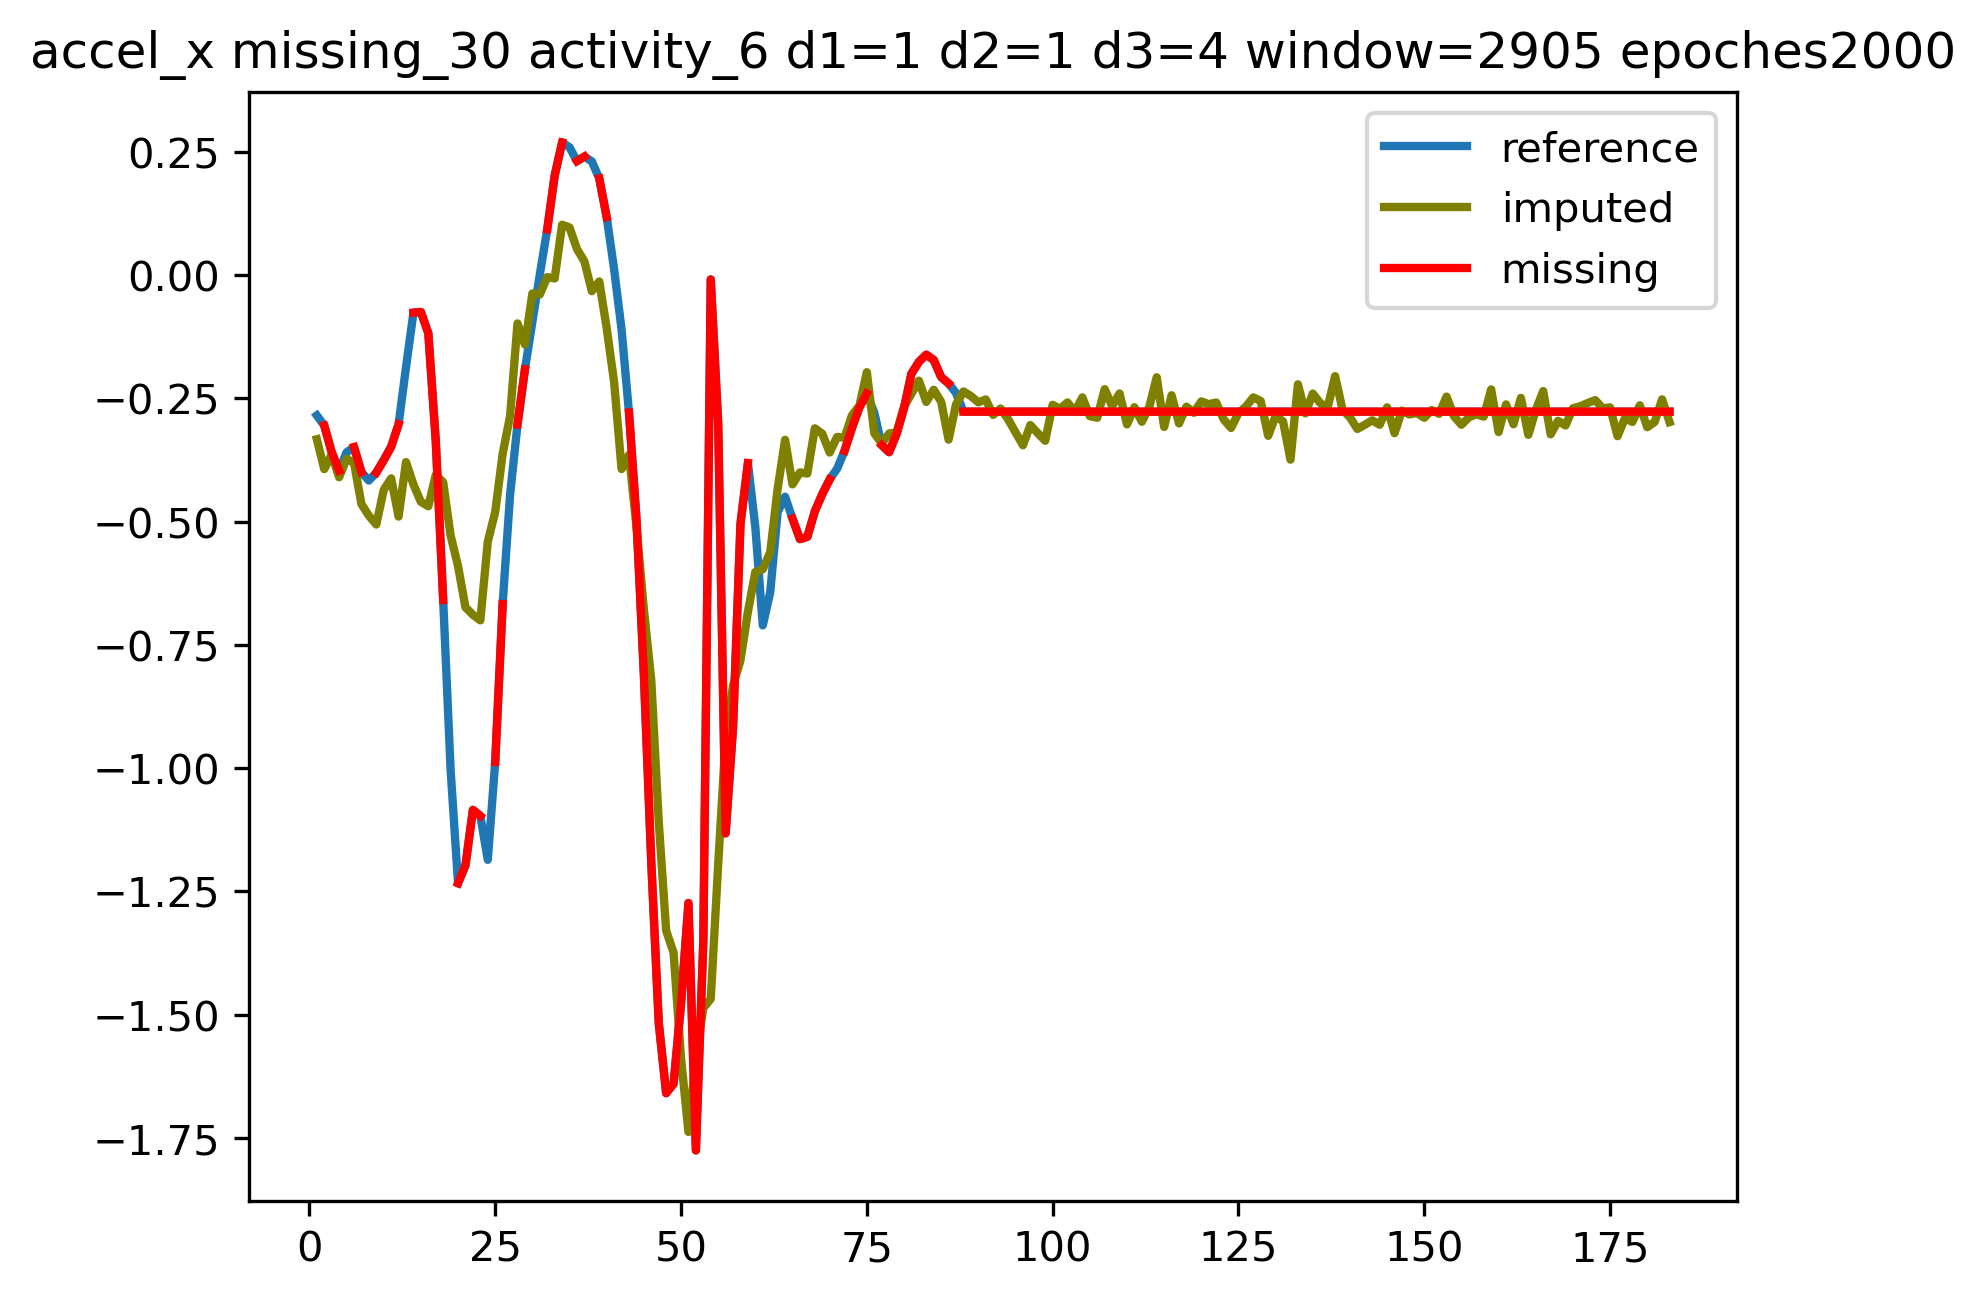 accel_x missing_30 activity_6 d1=1 d2=1 d3=4 window=2905 epoches2000
reference
imputed
missing
0.25
0.00
−0.25
−0.50
−0.75
−1.00
−1.25
−1.50
−1.75
0 25 50 75 100 125 150 175